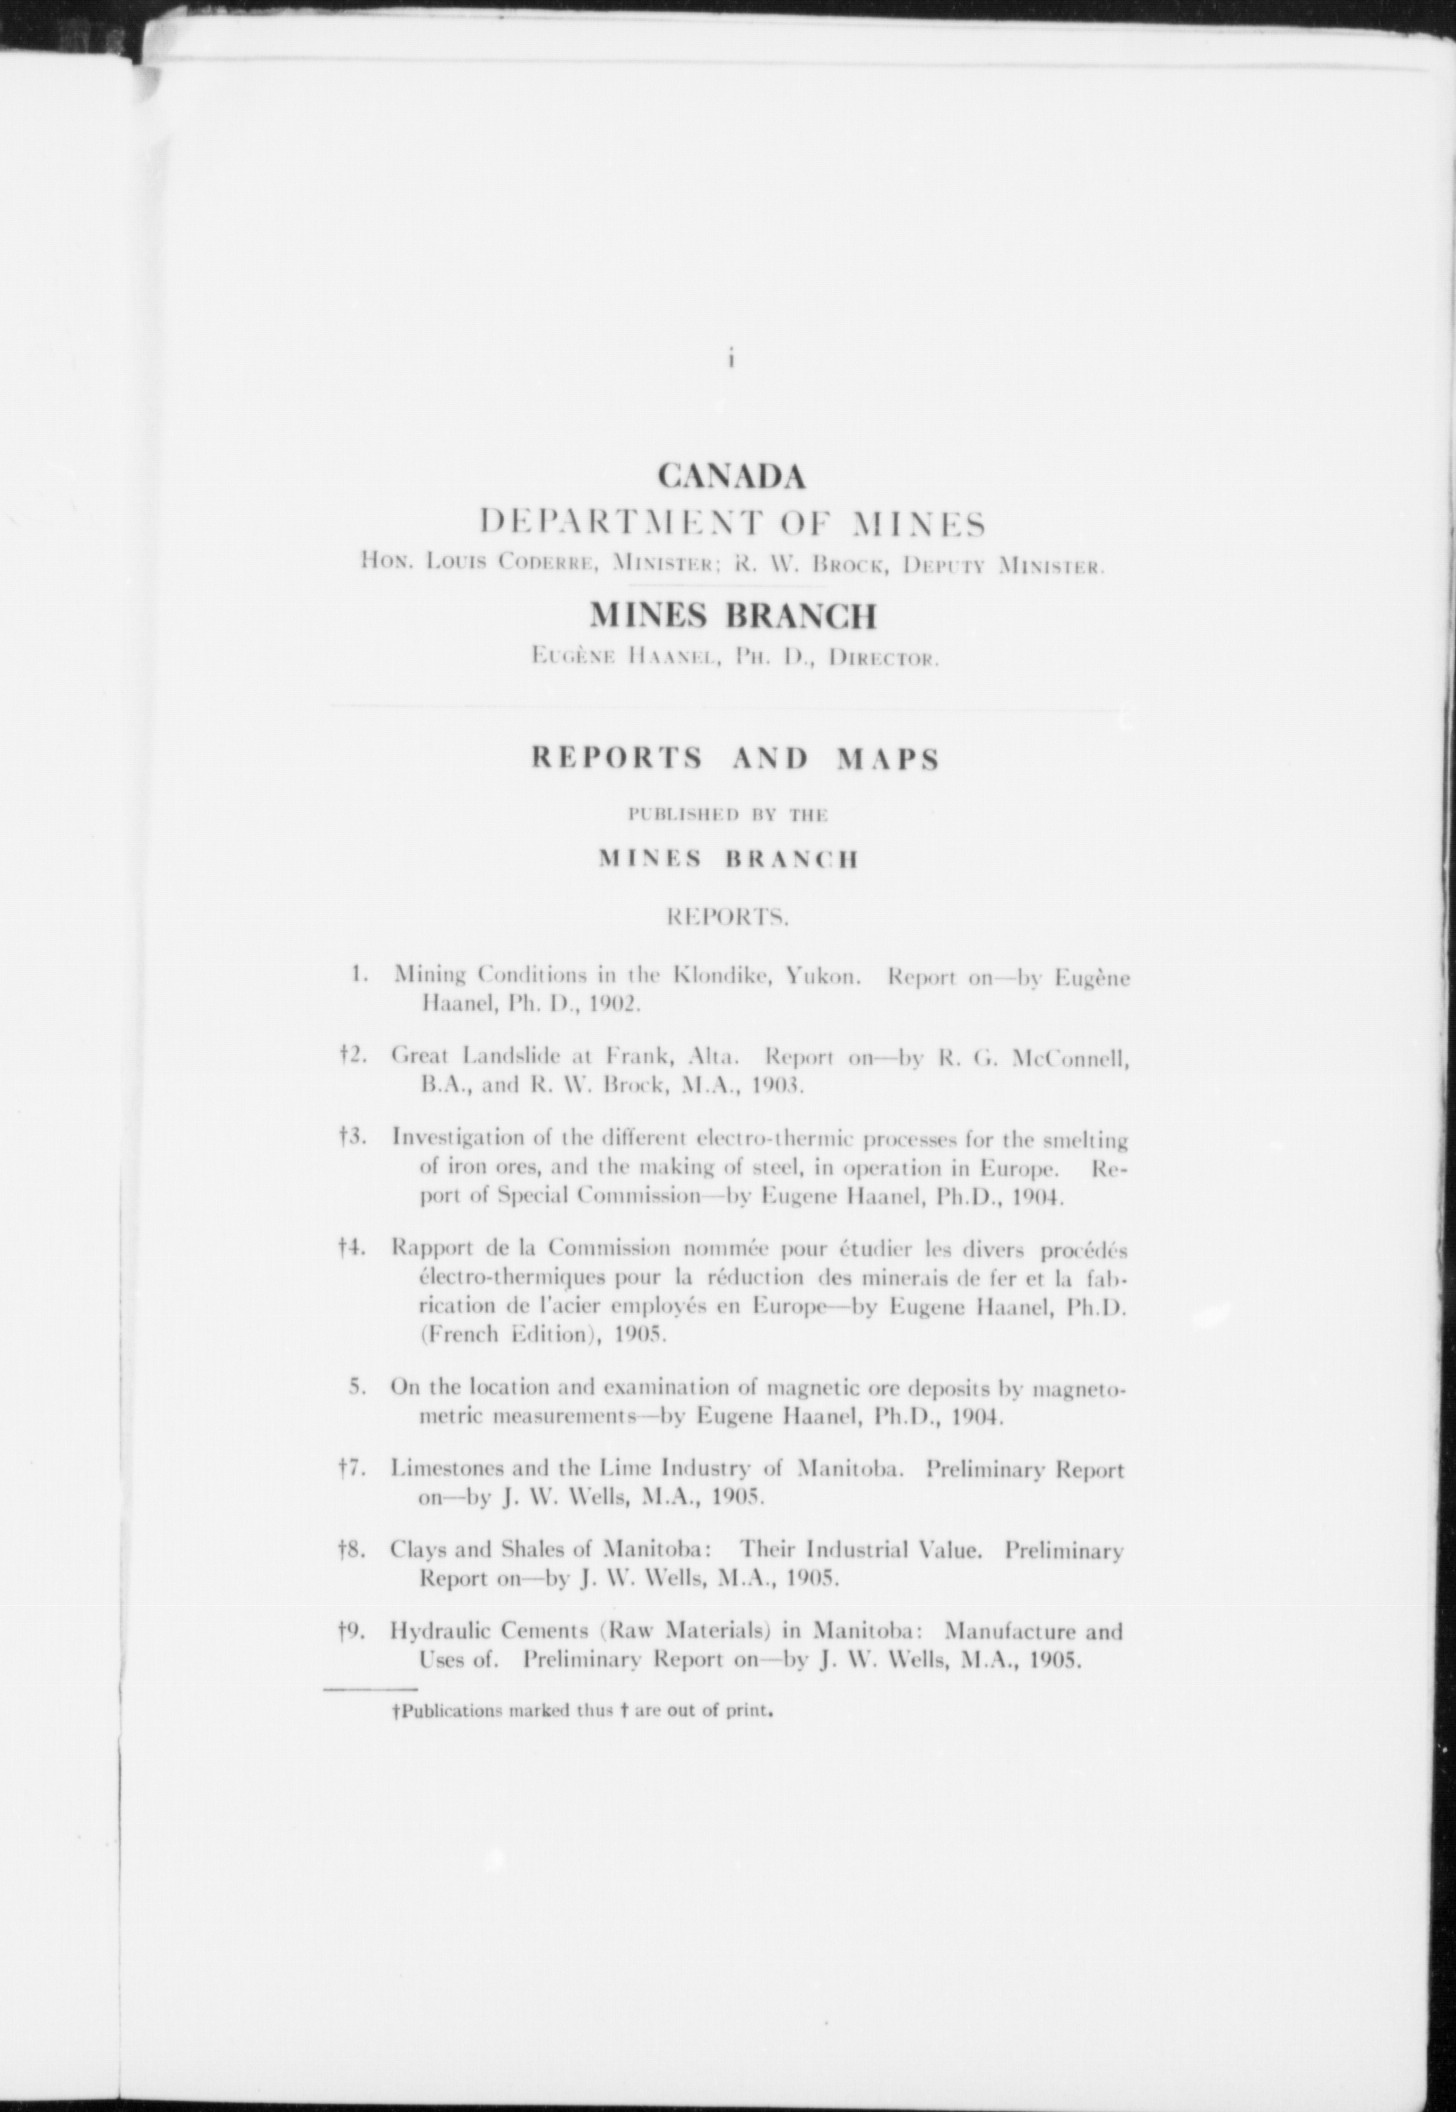 i
CANADA
DEPARTMENT OF MINES
HON. LOUIS CODERRE, MINISTER; R. W. BROCK, DEPUTY MINISTER.
MINES BRANCH
EUGÈNE HAANEL, PH. D., DIRECTOR.
REPORTS AND MAPS
PUBLISHED BY THE
MINES BRANCH
REPORTS.
1. Mining Conditions in the Klondike, Yukon. Report on—by Eugène
Haanel, Ph. D., 1902.
†2. Great Landslide at Frank, Alta. Report on—by R. G. McConnell,
B.A., and R. W. Brock, M.A., 1903.
†3. Investigation of the different electro-thermic processes for the smelting
of iron ores, and the making of steel, in operation in Europe. Re-
port of Special Commission—by Eugene Haanel, Ph.D., 1904.
†4. Rapport de la Commission nommée pour étudier les divers procédés
électro-thermiques pour la réduction des minerais de fer et la fab-
rication de l'acier employés en Europe—by Eugene Haanel, Ph.D.
(French Edition), 1905.
5. On the location and examination of magnetic ore deposits by magneto-
metric measurements—by Eugene Haanel, Ph.D., 1904.
†7. Limestones and the Lime Industry of Manitoba. Preliminary Report
on—by J. W. Wells, M.A., 1905.
†8. Clays and Shales of Manitoba: Their Industrial Value. Preliminary
Report on—by J. W. Wells, M.A., 1905.
†9. Hydraulic Cements (Raw Materials) in Manitoba: Manufacture and
Uses of. Preliminary Report on—by J. W. Wells, M.A., 1905.
†Publications marked thus † are out of print.